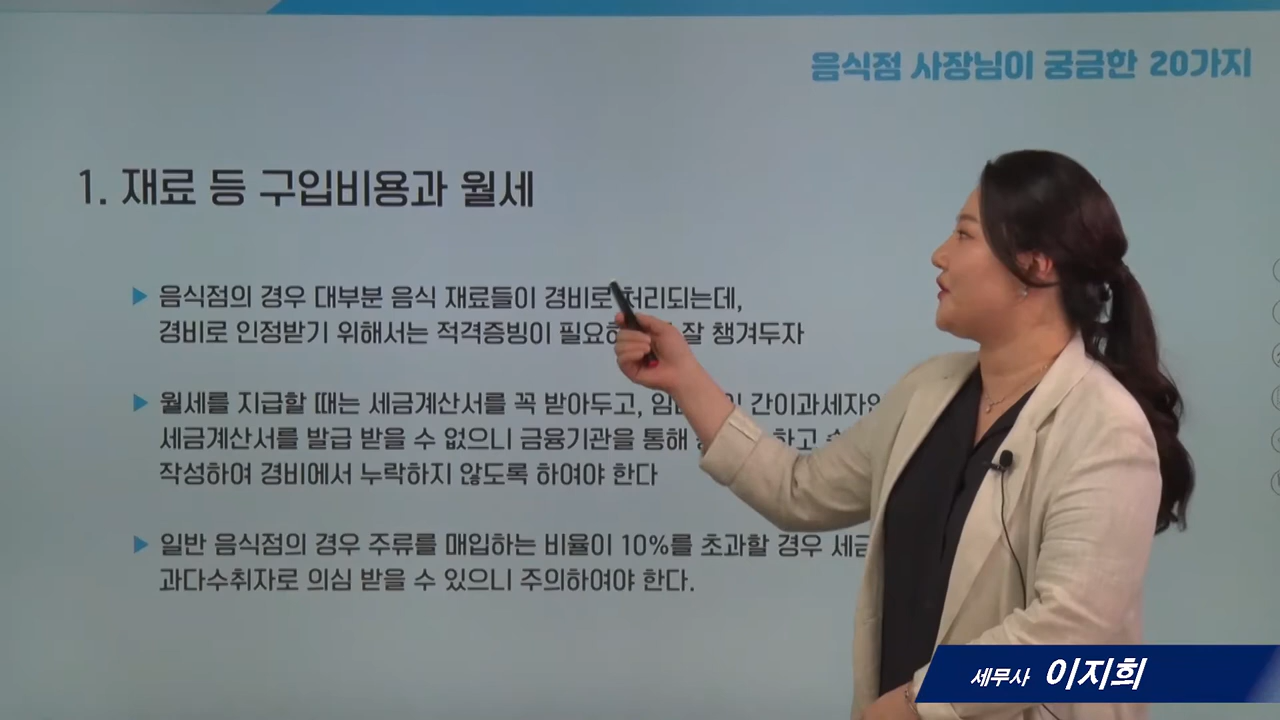 음식점 사장님이 궁금한 20가지
1. 재료 등 구입비용과 월세
▶ 음식점의 경우 대부분 음식 재료들이 경비로 처리되는데,
경비로 인정받기 위해서는 적격증빙이 잘 챙겨두자
▶ 월세를 지급할 때는 세금계산서를 꼭 받아두고, 간이과세자인
세금계산서를 발급 받을 수 없으니 금융기관을 통해
작성하여 경비에서 누락하지 않도록 하여야 한다
▶ 일반 음식점의 경우 주류를 매입하는 비율이 10%를 초과할 경우
과다수취자로 의심 받을 수 있으니 주의하여야 한다.
세무사 이지희